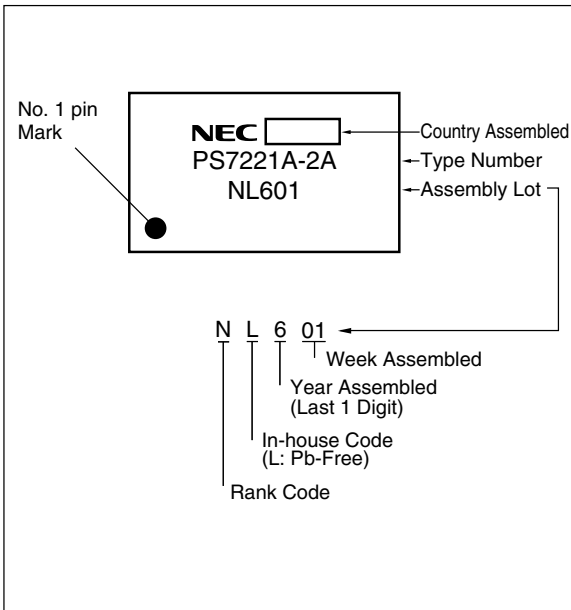 No. 1 pin
Mark
NEC
Country Assembled
PS7221A-2A
Type Number
NL601
Assembly Lot
N L 6 01
Week Assembled
Year Assembled
(Last 1 Digit)
In-house Code
(L: Pb-Free)
Rank Code